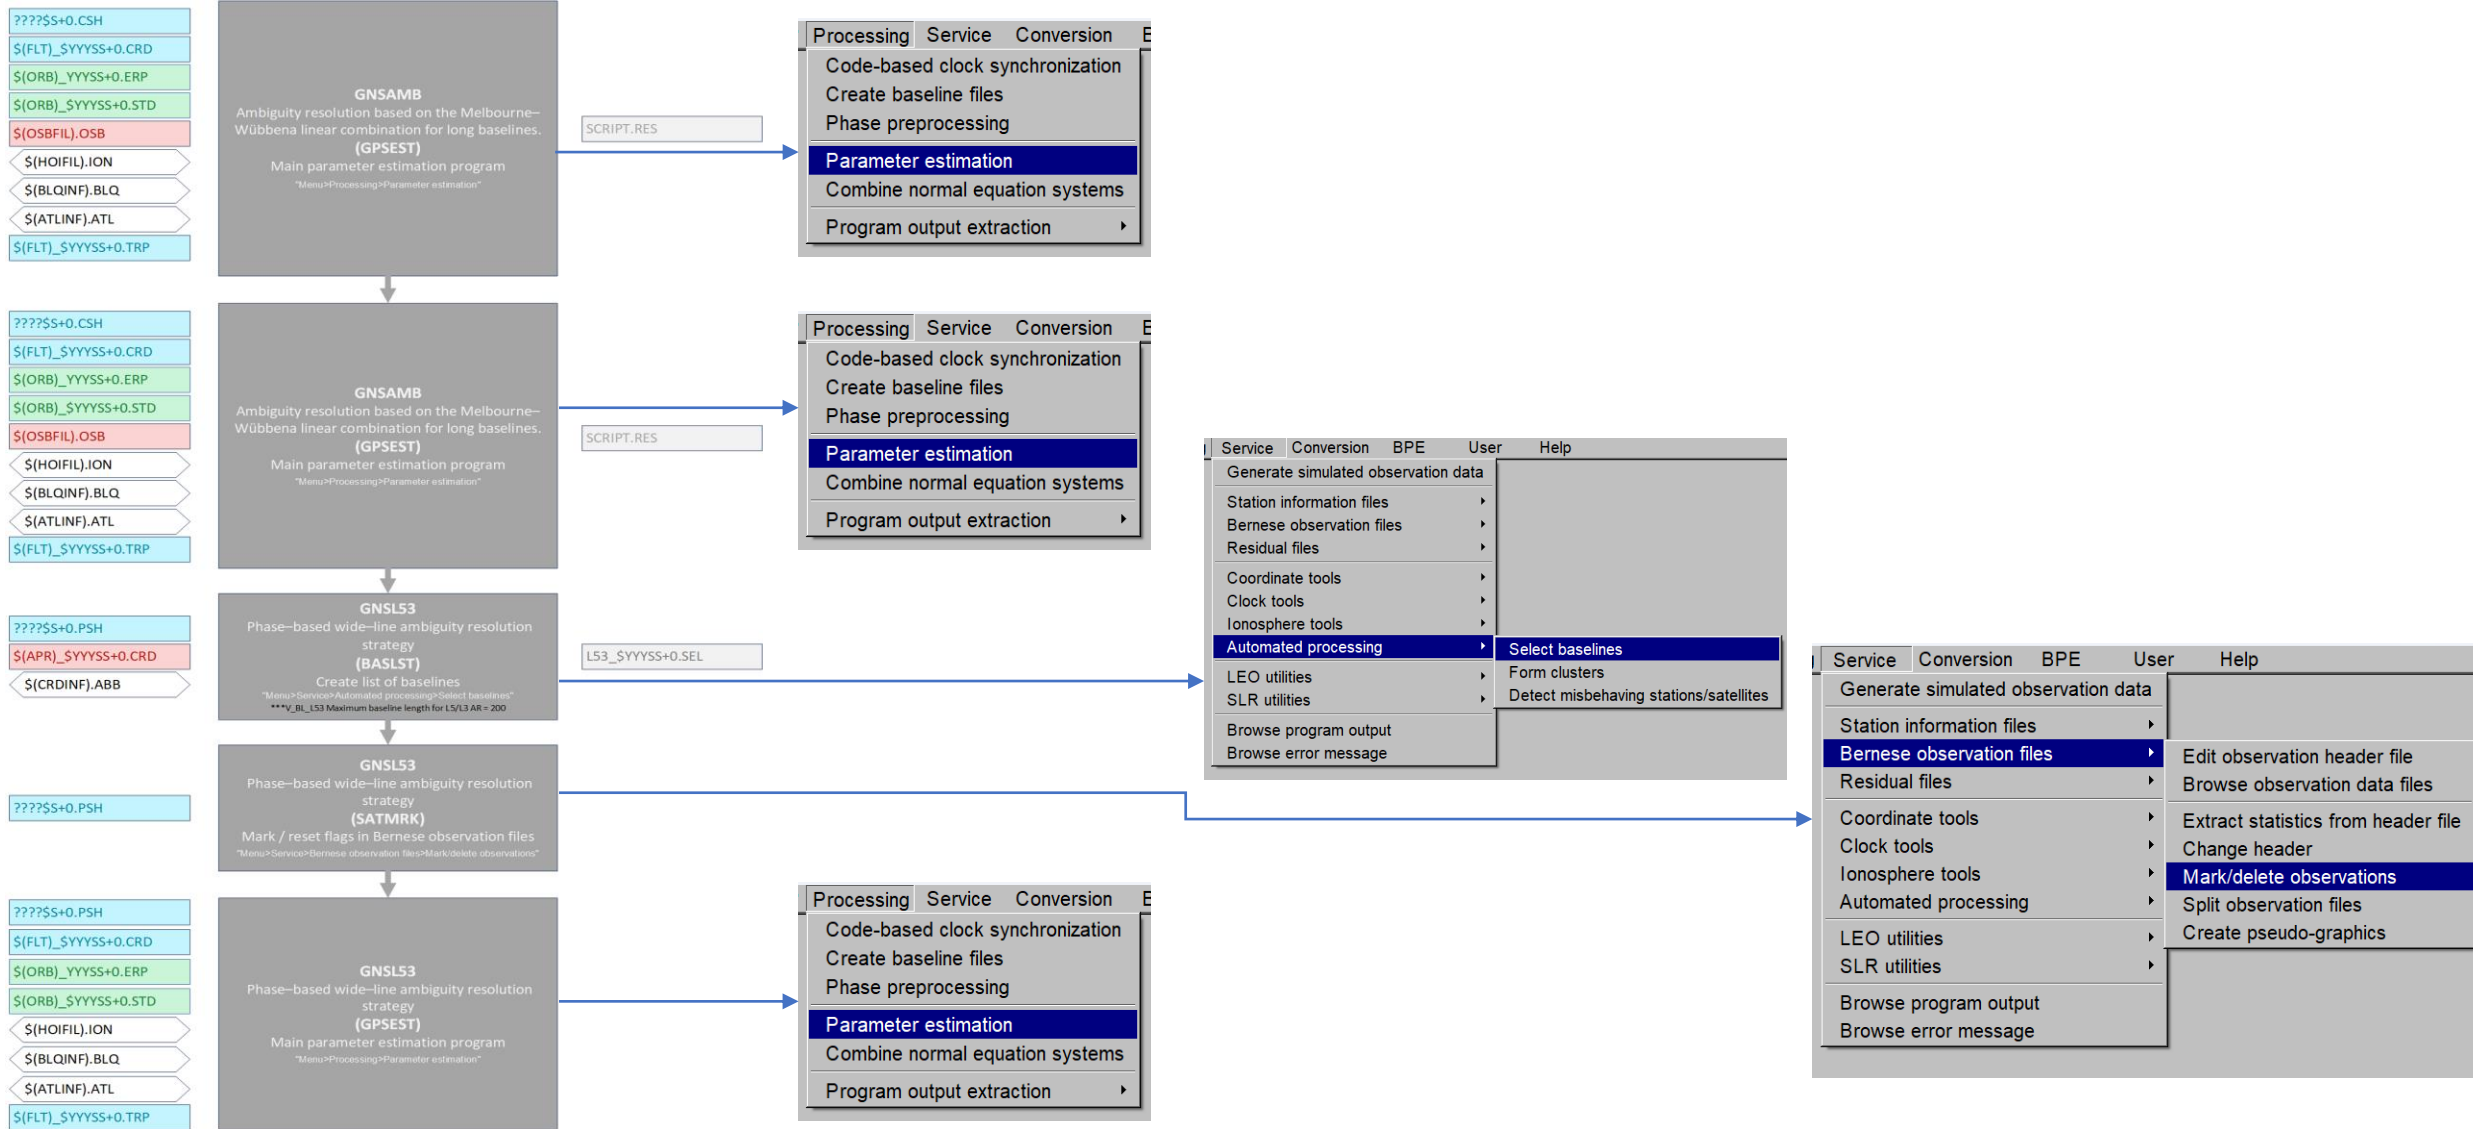 ????$S+0.CSH
$(FLT)_$YYYSS+0.CRD
$(ORB)_YYYSS+0.ERP
$(ORB)_$YYYSS+0.STD
$(OSBFIL).OSB
$(HOIFIL).ION
$(BLQINF).BLQ
$(ATLINF).ATL
$(FLT)_$YYYSS+0.TRP
GNSAMB
Ambiguity resolution based on the Melbourne–
Wübbena linear combination for long baselines.
(GPSEST)
Main parameter estimation program
"Menu>Processing>Parameter estimation"
SCRIPT.RES
Processing Service Conversion
Code-based clock synchronization
Create baseline files
Phase preprocessing
Parameter estimation
Combine normal equation systems
Program output extraction
????$S+0.CSH
$(FLT)_$YYYSS+0.CRD
$(ORB)_YYYSS+0.ERP
$(ORB)_$YYYSS+0.STD
$(OSBFIL).OSB
$(HOIFIL).ION
$(BLQINF).BLQ
$(ATLINF).ATL
$(FLT)_$YYYSS+0.TRP
GNSAMB
Ambiguity resolution based on the Melbourne–
Wübbena linear combination for long baselines.
(GPSEST)
Main parameter estimation program
"Menu>Processing>Parameter estimation"
SCRIPT.RES
Processing Service Conversion
Code-based clock synchronization
Create baseline files
Phase preprocessing
Parameter estimation
Combine normal equation systems
Program output extraction
????$S+0.PSH
$(APR)_$YYYSS+0.CRD
$(CRDINF).ABB
GNSL53
Phase–based wide–line ambiguity resolution
strategy
(BASLST)
Create list of baselines
"Menu>Service>Automated processing>Select baselines"
***V_BL_L53 Maximum baseline length for L5/L3 AR = 200
L53_$YYYSS+0.SEL
Service Conversion BPE User Help
Generate simulated observation data
Station information files
Bernese observation files
Residual files
Coordinate tools
Clock tools
Ionosphere tools
Automated processing
LEO utilities
SLR utilities
Browse program output
Browse error message
Select baselines
Form clusters
Detect misbehaving stations/satellites
????$S+0.PSH
GNSL53
Phase–based wide–line ambiguity resolution
strategy
(SATMRK)
Mark / reset flags in Bernese observation files
"Menu>Service>Bernese observation files>Mark/delete observations"
Service Conversion BPE User Help
Generate simulated observation data
Station information files
Bernese observation files
Residual files
Coordinate tools
Clock tools
Ionosphere tools
Automated processing
LEO utilities
SLR utilities
Browse program output
Browse error message
Edit observation header file
Browse observation data files
Extract statistics from header file
Change header
Mark/delete observations
Split observation files
Create pseudo-graphics
????$S+0.PSH
$(FLT)_$YYYSS+0.CRD
$(ORB)_YYYSS+0.ERP
$(ORB)_$YYYSS+0.STD
$(HOIFIL).ION
$(BLQINF).BLQ
$(ATLINF).ATL
$(FLT)_$YYYSS+0.TRP
GNSL53
Phase–based wide–line ambiguity resolution
strategy
(GPSEST)
Main parameter estimation program
"Menu>Processing>Parameter estimation"
Processing Service Conversion
Code-based clock synchronization
Create baseline files
Phase preprocessing
Parameter estimation
Combine normal equation systems
Program output extraction